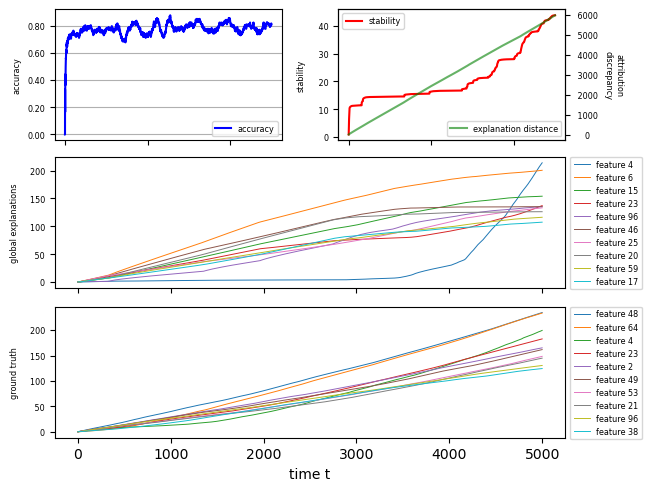 0.80
0.60
0.40
0.20
0.00
accuracy
accuracy
40
30
20
10
0
stability
stability
explanation distance
6000
5000
4000
3000
2000
1000
0
attribution
discrepancy
200
150
100
50
0
global explanations
feature 4
feature 6
feature 15
feature 23
feature 96
feature 46
feature 25
feature 20
feature 59
feature 17
200
150
100
50
0
ground truth
feature 48
feature 64
feature 4
feature 23
feature 2
feature 49
feature 53
feature 21
feature 96
feature 38
0 1000 2000 3000 4000 5000
time t